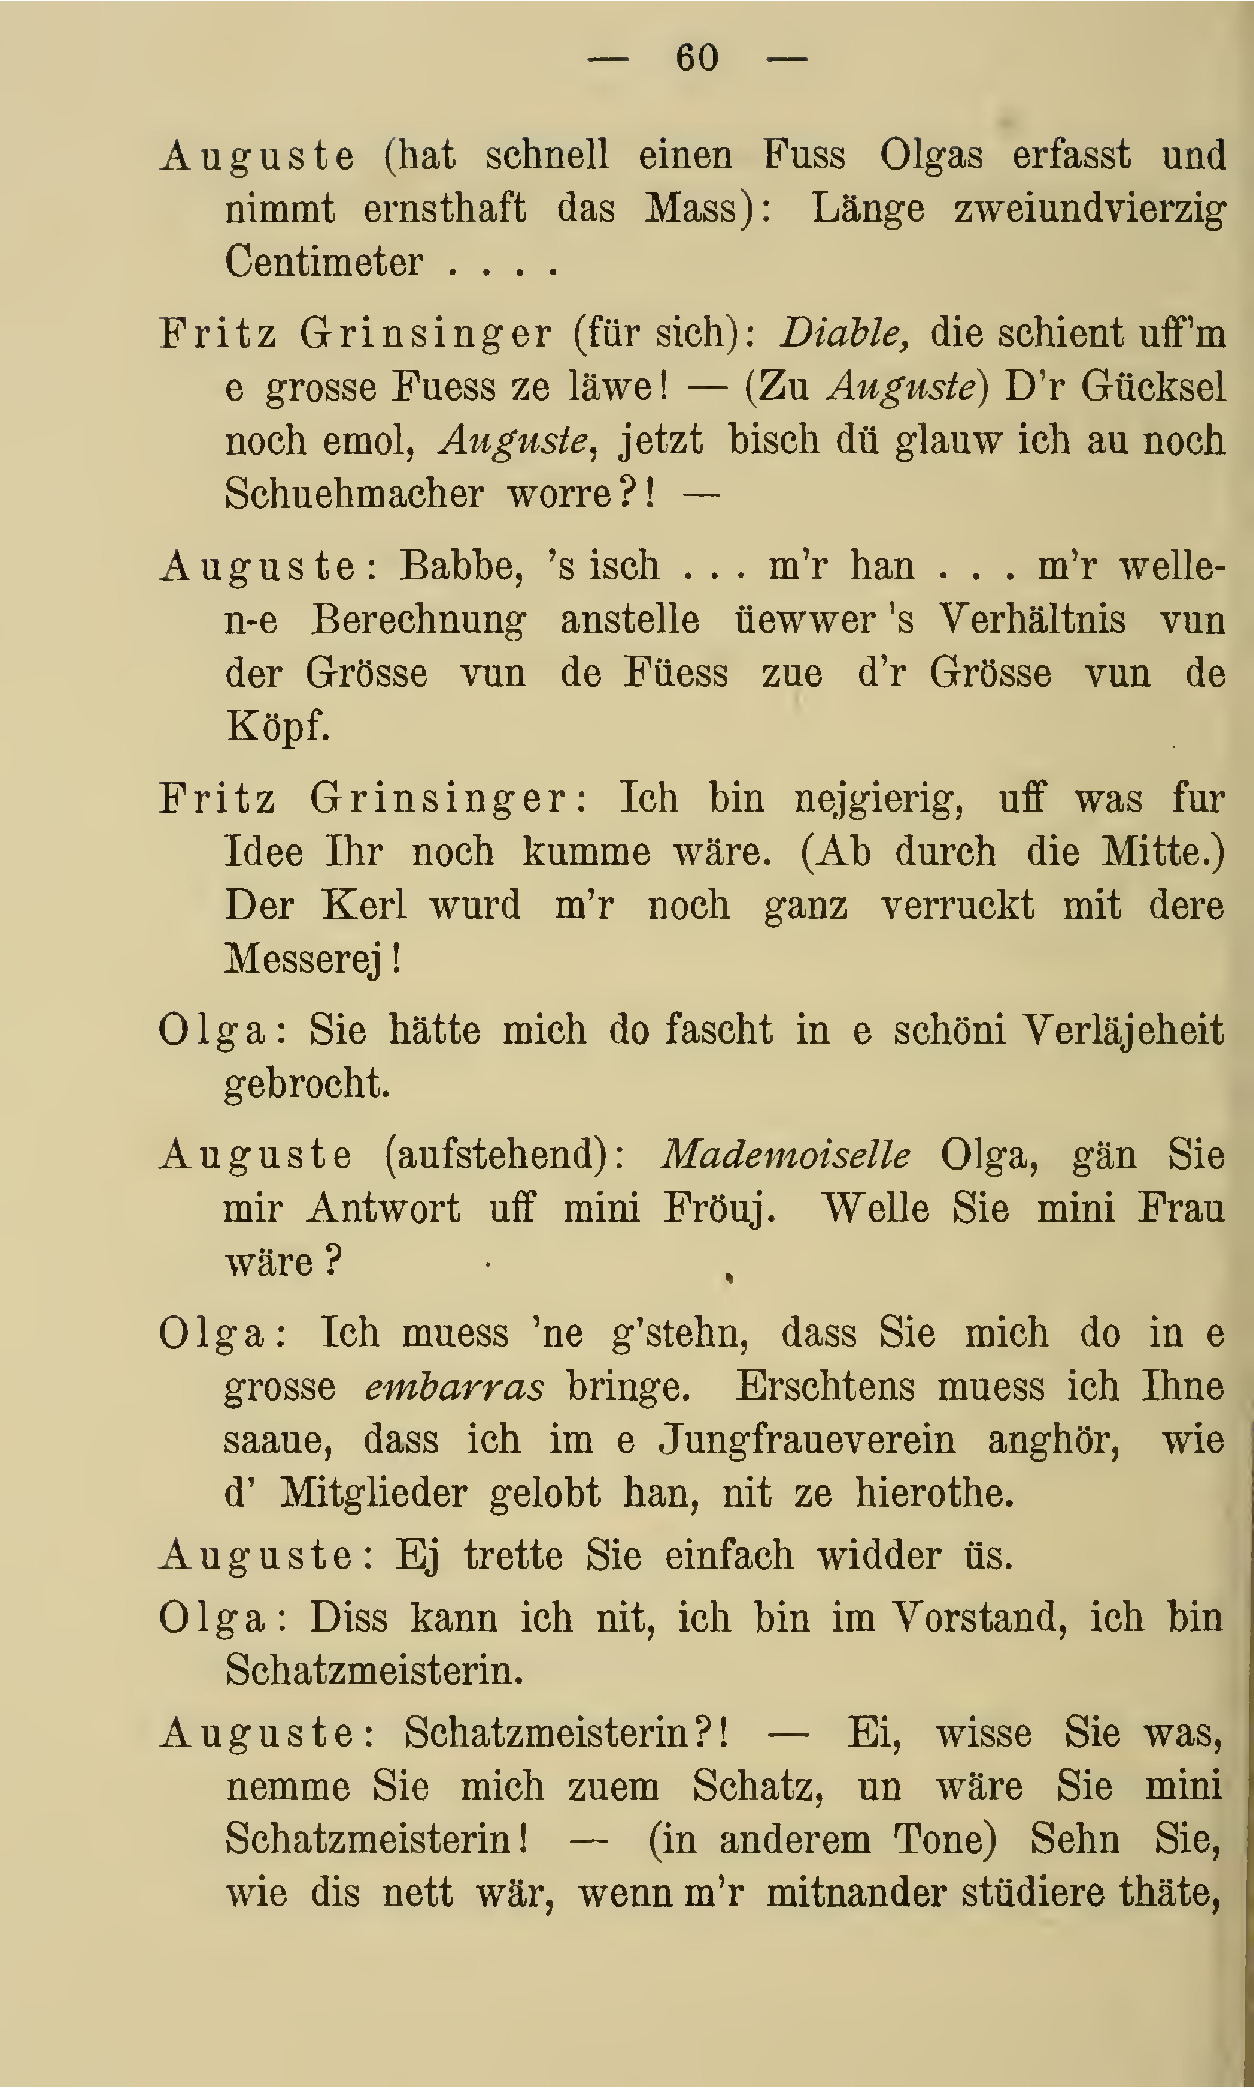 — 60 —
Auguste (hat schnell einen Fuss Olgas erfasst und
nimmt ernsthaft das Mass): Länge zweiundvierzig
Centimeter . . . .
Fritz Grinsinger (für sich): Diable, die schient uff'm
e grosse Fuess ze läwe! — (Zu Auguste) D'r Gücksel
noch emol, Auguste, jetzt bisch dü glauw ich au noch
Schuehmacher worre?! —
Auguste: Babbe, 's isch . . . m'r han . . . m'r welle-
n-e Berechnung anstelle üewwer 's Verhältnis vun
der Grösse vun de Füess zue d'r Grösse vun de
Köpf.
Fritz Grinsinger: Ich bin nejgierig, uff was fur
Idee Ihr noch kumme wäre. (Ab durch die Mitte.)
Der Kerl wurd m'r noch ganz verruckt mit dere
Messerej!
Olga: Sie hätte mich do fascht in e schöni Verläjeheit
gebrocht.
Auguste (aufstehend): Mademoiselle Olga, gän Sie
mir Antwort uff mini Fröuj. Welle Sie mini Frau
wäre?
Olga: Ich muess 'ne g'stehn, dass Sie mich do in e
grosse embarras bringe. Erschtens muess ich Ihne
saaue, dass ich im e Jungfraueverein anghör, wie
d' Mitglieder gelobt han, nit ze hierothe.
Auguste: Ej trette Sie einfach widder üs.
Olga: Diss kann ich nit, ich bin im Vorstand, ich bin
Schatzmeisterin.
Auguste: Schatzmeisterin?! — Ei, wisse Sie was,
nemme Sie mich zuem Schatz, un wäre Sie mini
Schatzmeisterin! — (in anderem Tone) Sehn Sie,
wie dis nett wär, wenn m'r mitnander stüdiere thäte,